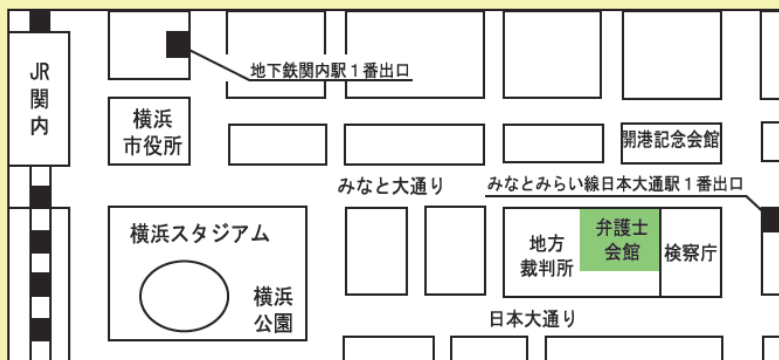 地下鉄関内駅1番出口
JR
関
内
横浜
市役所
開港記念会館
みなと大通り
みなとみらい線日本大通駅1番出口
横浜スタジアム
横浜
公園
地方
裁判所
弁護士
会館
検察庁
日本大通り